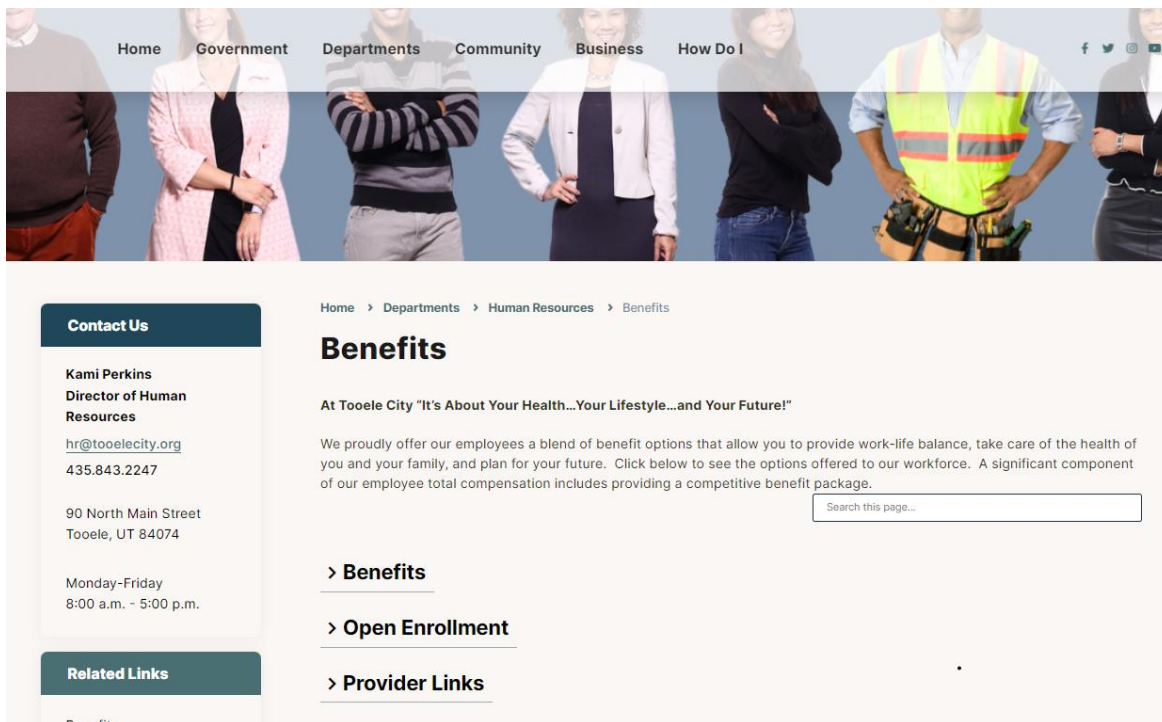 Home Government Departments Community Business How Do I
Contact Us
Kami Perkins
Director of Human
Resources
hr@tooelecity.org
435.843.2247
90 North Main Street
Tooele, UT 84074
Monday-Friday
8:00 a.m. - 5:00 p.m.
Related Links
Home > Departments > Human Resources > Benefits
Benefits
At Tooele City "It's About Your Health...Your Lifestyle...and Your Future!"
We proudly offer our employees a blend of benefit options that allow you to provide work-life balance, take care of the health of
you and your family, and plan for your future. Click below to see the options offered to our workforce. A significant component
of our employee total compensation includes providing a competitive benefit package.
Search this page...
> Benefits
> Open Enrollment
> Provider Links